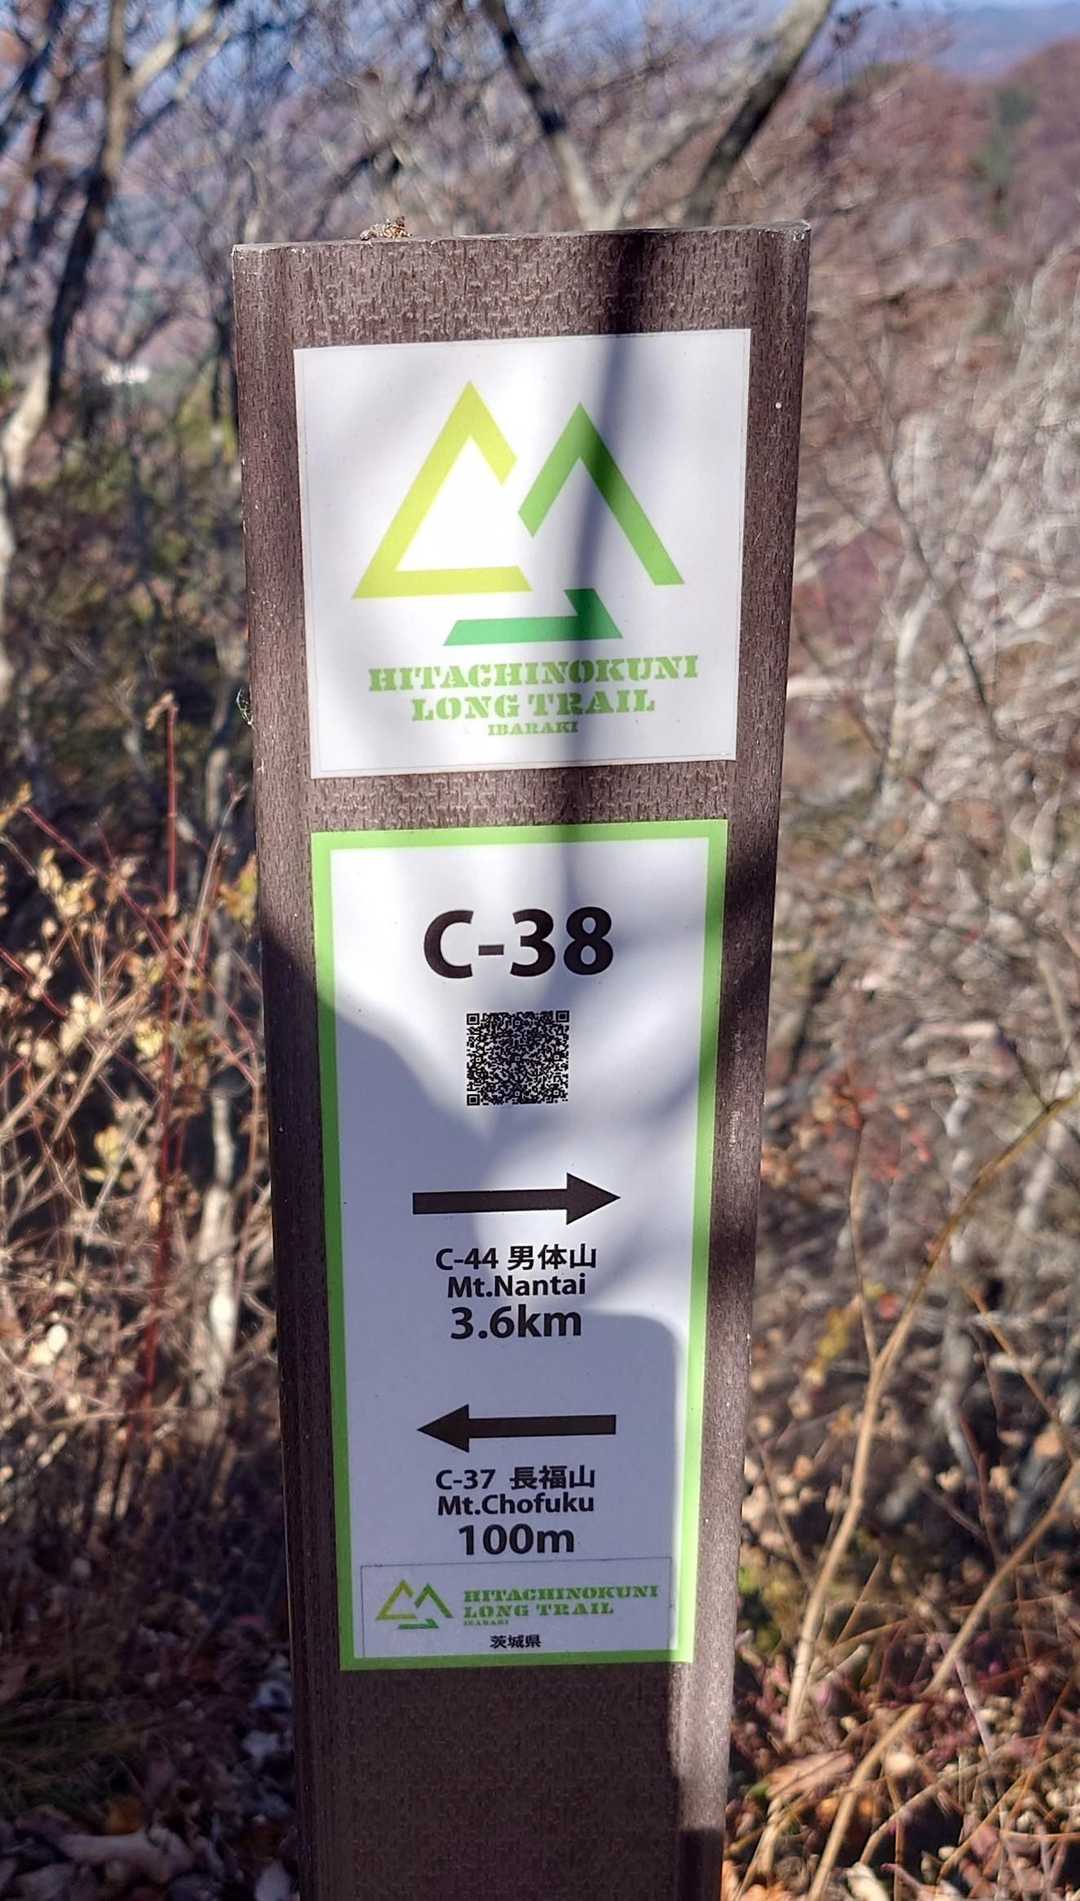 HITACHINOKUNI
LONG TRAIL
IBARAKI
C-38
C-44 男体山
Mt.Nantai
3.6km
C-37 長福山
Mt.Chofuku
100m
HITACHINOKUNI
LONG TRAIL
IBARAKI
茨城県